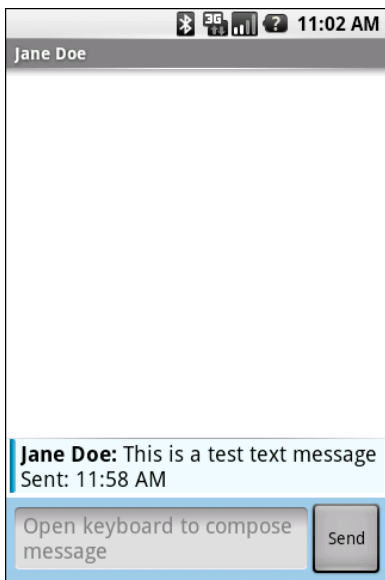 3G 11:02 AM
Jane Doe
Jane Doe: This is a test text message
Sent: 11:58 AM
Open keyboard to compose
message
Send